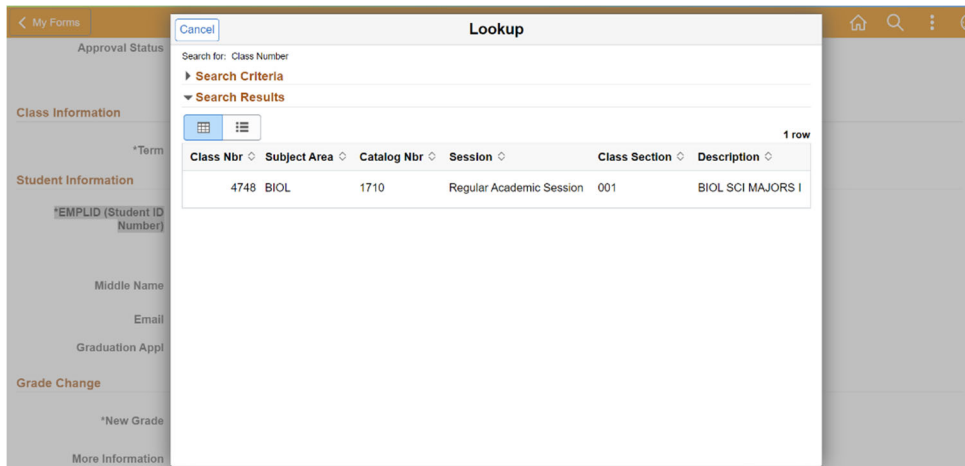 My Forms
Cancel
Lookup
Approval Status
Search for: Class Number
Search Criteria
Search Results
Class Information
1 row
*Term
Class Nbr Subject Area Catalog Nbr Session Class Section Description
Student Information
4748 BIOL 1710 Regular Academic Session 001 BIOL SCI MAJORS I
*EMPLID (Student ID
Number)
Middle Name
Email
Graduation Appl
Grade Change
*New Grade
More Information